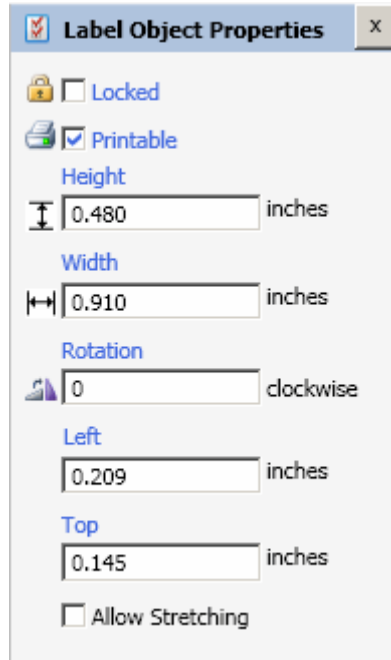 Label Object Properties x
Locked
Printable
Height
0.480 inches
Width
0.910 inches
Rotation
0 clockwise
Left
0.209 inches
Top
0.145 inches
Allow Stretching